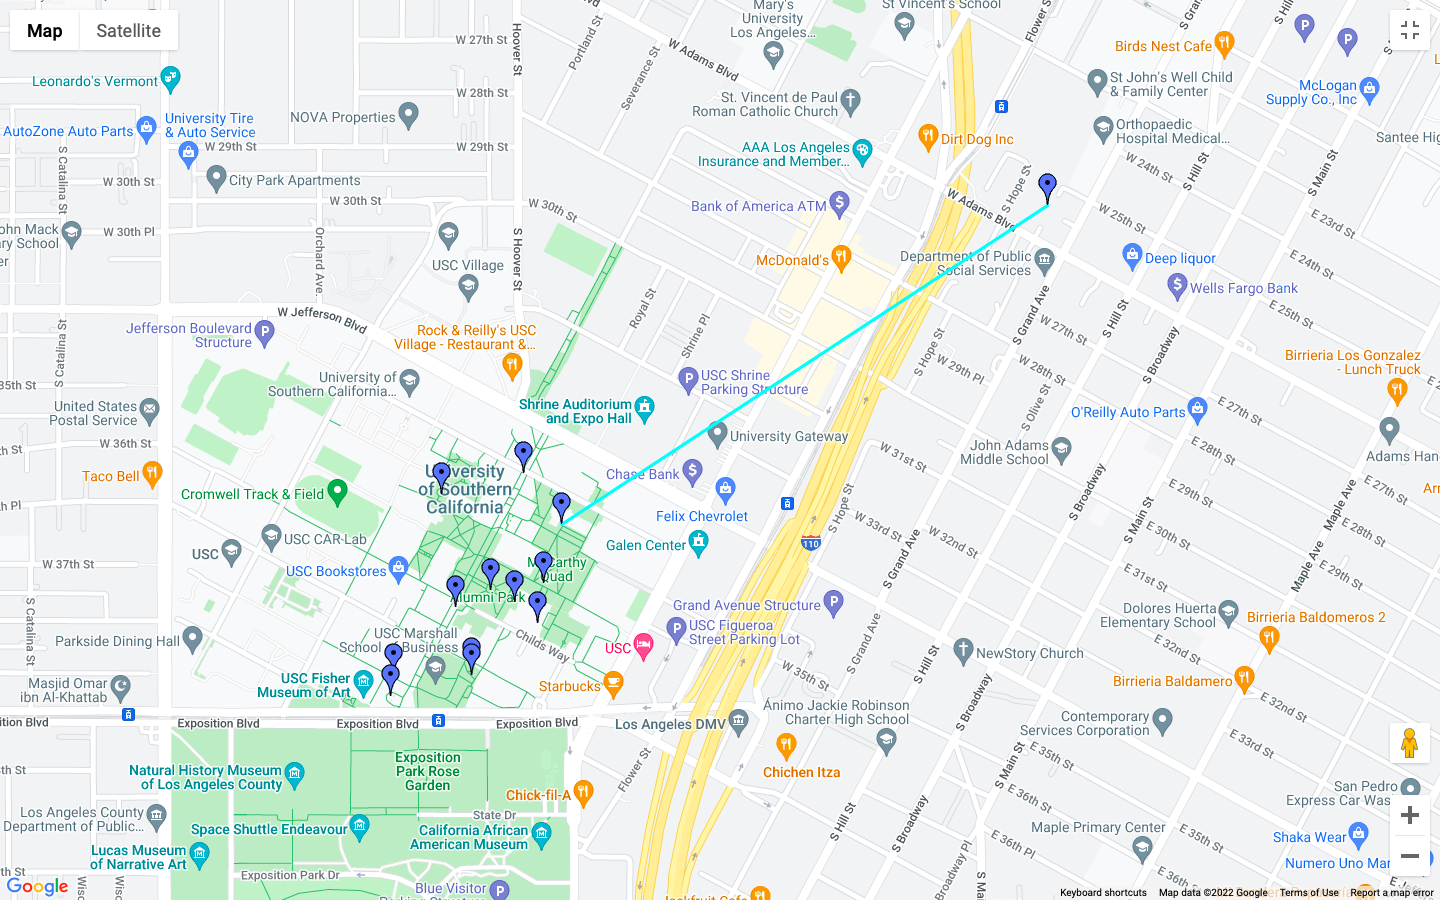 Map
Satellite
W 27th St
Hoover St
Portland St
Mary's
University
Los Angeles…
St Vincent's School
Flower St
W Adams Blvd
Birds Nest Cafe
Leonardo's Vermont
Severance St
W 28th St
St John's Well Child
& Family Center
McLogan
Supply Co., Inc
St. Vincent de Paul
Roman Catholic Church
NOVA Properties
AutoZone Auto Parts
University Tire
& Auto Service
Dirt Dog Inc
Orthopaedic
Hospital Medical…
W 29th St
W 29th St
AAA Los Angeles
Insurance and Member…
S Catalina St
W 30th St
City Park Apartments
W 24th St
S Hill St
S Main St
S Hope St
W 30th St
W 30th St
Bank of America ATM
W Adams Blvd
W 25th St
E 23rd St
W 30th Pl
Orchard Ave
S Hoover St
USC Village
McDonald's
Department of Public
Social Services
Deep liquor
E 24th St
Wells Fargo Bank
Royal St
S Grand Ave
S Hill St
E 25th St
W Jefferson Blvd
Jefferson Boulevard
Structure
Rock & Reilly's USC
Village - Restaurant &…
Shrine Pl
S Hope St
W 27th St
S Broadway
E 26th St
S Catalina St
Birrieria Los Gonzalez
- Lunch Truck
University of
Southern California…
USC Shrine
Parking Structure
W 29th Pl
W 28th St
35th St
S Olive St
United States
Postal Service
Shrine Auditorium
and Expo Hall
O'Reilly Auto Parts
E 27th St
University Gateway
W 36th St
W 31st St
John Adams
Middle School
E 28th St
Adams Han
Taco Bell
University
of Southern
California
Chase Bank
S Broadway
E 29th St
E 27th St
Cromwell Track & Field
Felix Chevrolet
S Hope St
S Main St
Maple Ave
USC
USC CAR Lab
Galen Center
110
W 33rd St
W 32nd St
E 30th St
E 28th St
W 37th St
USC Bookstores
McCarthy
Quad
S Grand Ave
E 31st St
Maple Ave
E 29th St
S Catalina St
Alumni Park
Grand Avenue Structure
Dolores Huerta
Elementary School
Birrieria Baldomeros 2
Parkside Dining Hall
USC Marshall
School of Business
Childs Way
USC
USC Figueroa
Street Parking Lot
S Grand Ave
S Hill St
NewStory Church
E 32nd St
Masjid Omar
ibn Al-Khattab
USC Fisher
Museum of Art
Starbucks
W 35th St
Birrieria Baldamero
Exposition Blvd
Exposition Blvd
Exposition Blvd
Los Angeles DMV
Ánimo Jackie Robinson
Charter High School
S Broadway
Contemporary
Services Corporation
E 32nd St
E 33rd St
Natural History Museum
of Los Angeles County
Exposition
Park Rose
Garden
Flower St
Chichen Itza
S Main St
E 35th St
Chick-fil-A
E 36th St
San Pedro
Express Car Was
Los Angeles County
Department of Public…
Space Shuttle Endeavour
State Dr
California African
American Museum
S Hill St
S Broadway
Maple Primary Center
E 36th St
E 35th St
Shaka Wear
Lucas Museum
of Narrative Art
Exposition Park Dr
Blue Visitor
Parking Structure
Numero Uno Mar
Google
Keyboard shortcuts
Map data ©2022 Google
Terms of Use
Report a map error